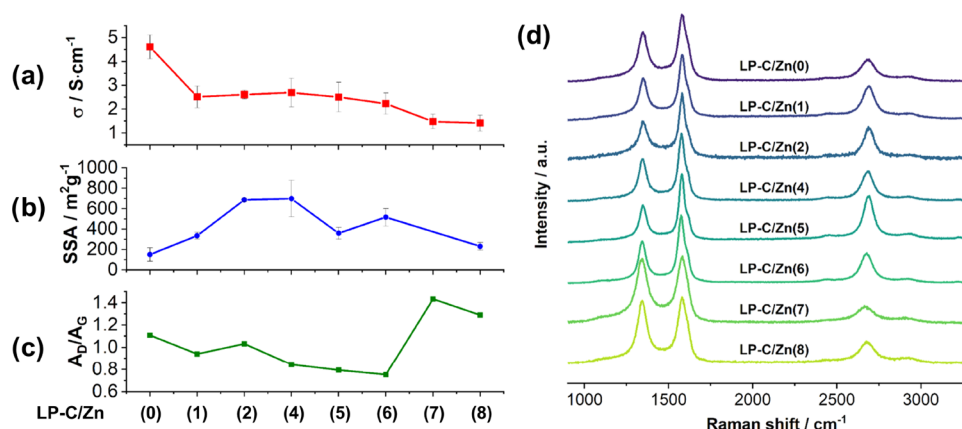 (a)
σ / S·cm⁻¹
5
4
3
2
1
(b)
SSA / m²g⁻¹
1000
800
600
400
200
0
(c)
A_D/A_G
1.4
1.2
1.0
0.8
0.6
LP-C/Zn (0) (1) (2) (4) (5) (6) (7) (8)
(d)
Intensity / a.u.
LP-C/Zn(0)
LP-C/Zn(1)
LP-C/Zn(2)
LP-C/Zn(4)
LP-C/Zn(5)
LP-C/Zn(6)
LP-C/Zn(7)
LP-C/Zn(8)
1000 1500 2000 2500 3000
Raman shift / cm⁻¹